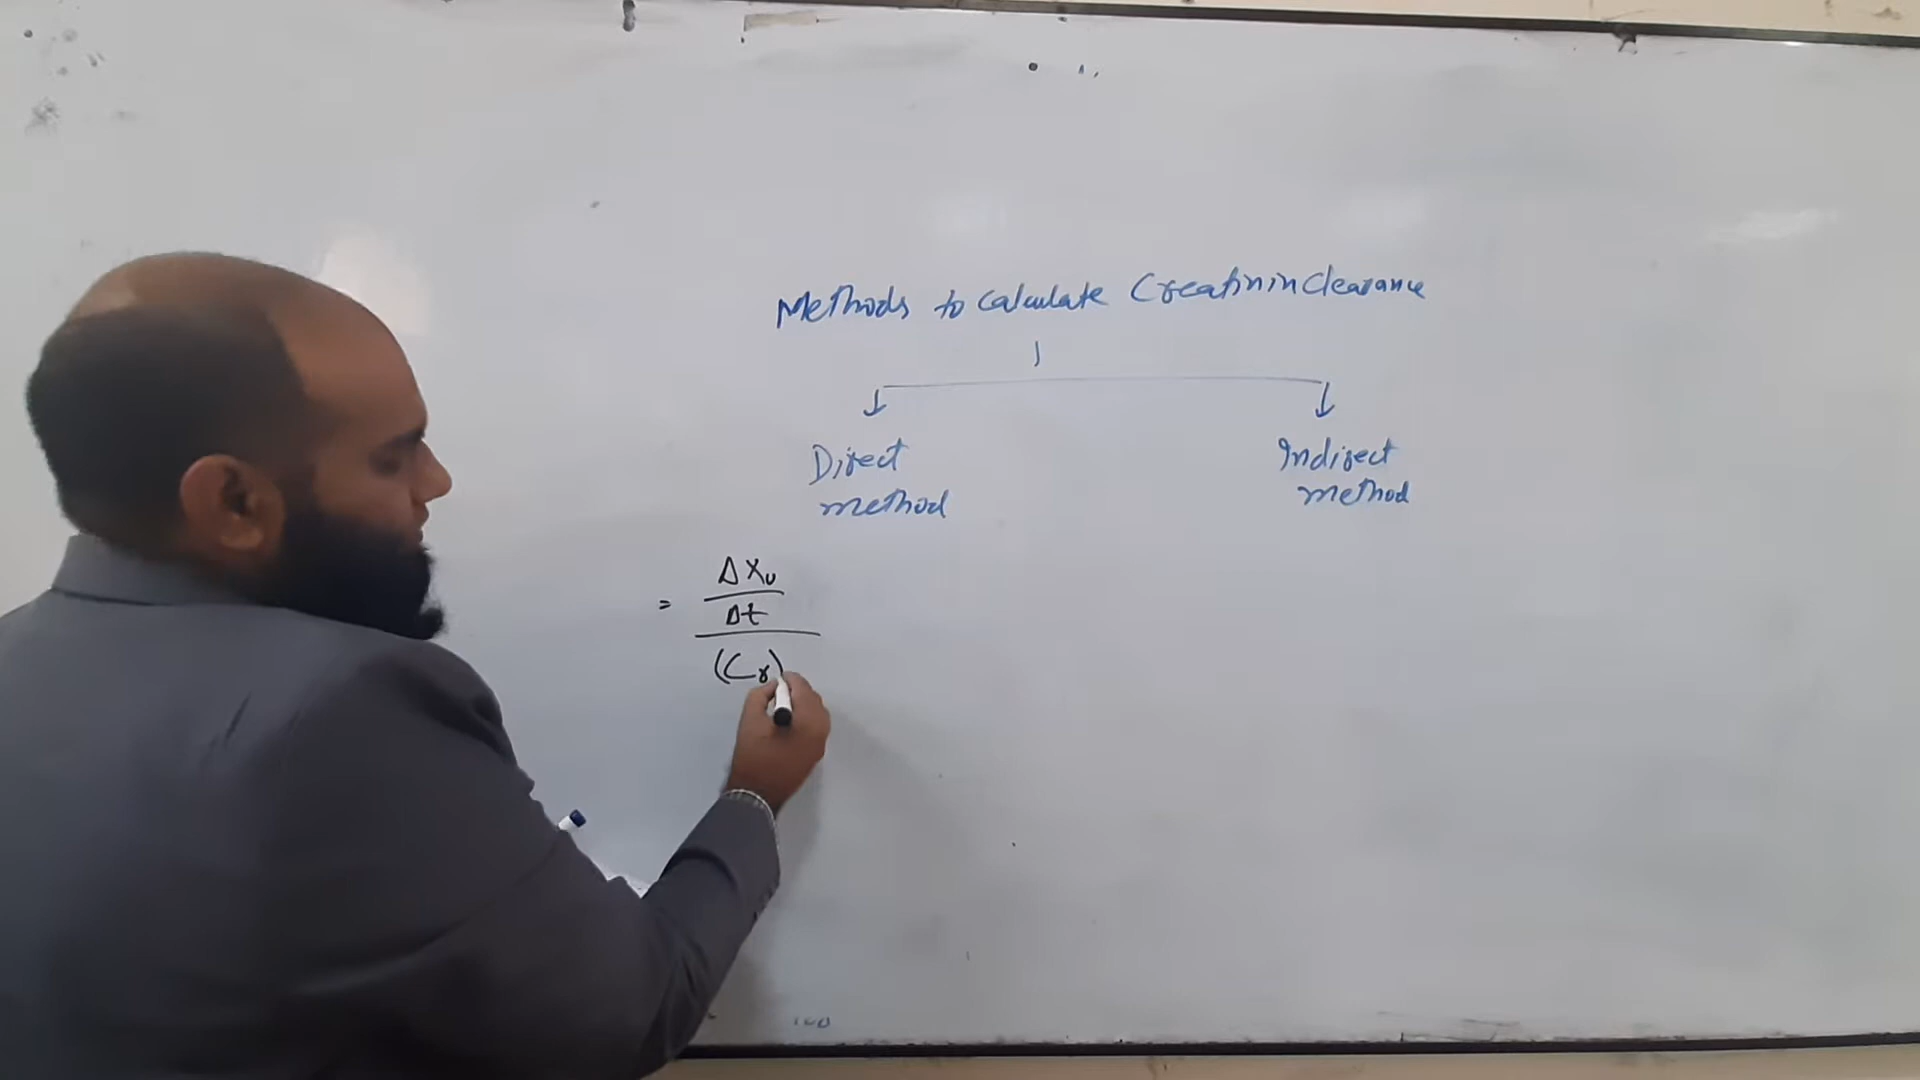 Methods to calculate Creatinin Clearance
Direct
method
Indirect
method
ΔXu
= Δt
(Cr)